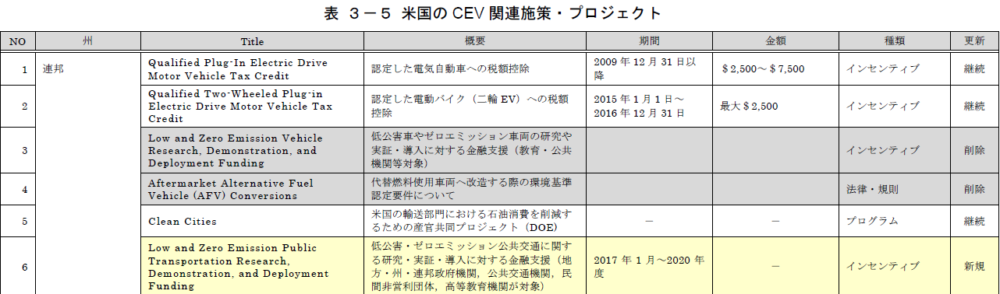 表 ３－５ 米国の CEV 関連施策・プロジェクト
NO 州 Title 概要 期間 金額 種類 更新
1 連邦 Qualified Plug-In Electric Drive
Motor Vehicle Tax Credit 認定した電気自動車への税額控除 2009 年 12 月 31 日以
降 ＄2,500～＄7,500 インセンティブ 継続
2 Qualified Two-Wheeled Plug-in
Electric Drive Motor Vehicle Tax
Credit 認定した電動バイク（二輪 EV）への税額
控除 2015 年 1 月 1 日～
2016 年 12 月 31 日 最大＄2,500 インセンティブ 継続
3 Low and Zero Emission Vehicle
Research, Demonstration, and
Deployment Funding 低公害車やゼロエミッション車両の研究や
実証・導入に対する金融支援（教育・公共
機関等対象） インセンティブ 削除
4 Aftermarket Alternative Fuel
Vehicle (AFV) Conversions 代替燃料使用車両へ改造する際の環境基準
認定要件について 法律・規則 削除
5 Clean Cities 米国の輸送部門における石油消費を削減す
るための産官共同プロジェクト（DOE） － － プログラム 継続
6 Low and Zero Emission Public
Transportation Research,
Demonstration, and Deployment
Funding 低公害・ゼロエミッション公共交通に関す
る研究・実証・導入に対する金融支援（地
方・州・連邦政府機関，公共交通機関，民
間非営利団体，高等教育機関が対象） 2017 年 1 月～2020 年
度 － インセンティブ 新規